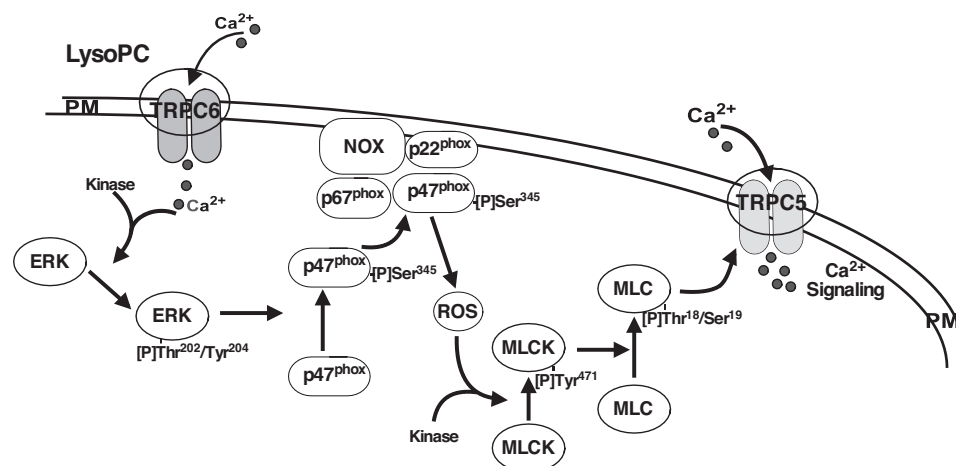 Ca²⁺
LysoPC
PM
TRPC6
Ca²⁺
NOX
p22ᵖʰᵒˣ
Kinase
p67ᵖʰᵒˣ
p47ᵖʰᵒˣ
-[P]Ser³⁴⁵
TRPC5
Ca²⁺
ERK
p47ᵖʰᵒˣ
-[P]Ser³⁴⁵
Ca²⁺
Signaling
ERK
ROS
MLC
[P]Thr¹⁸/Ser¹⁹
PM
[P]Thr²⁰²/Tyr²⁰⁴
MLCK
p47ᵖʰᵒˣ
[P]Tyr⁴⁷¹
MLC
Kinase
MLCK